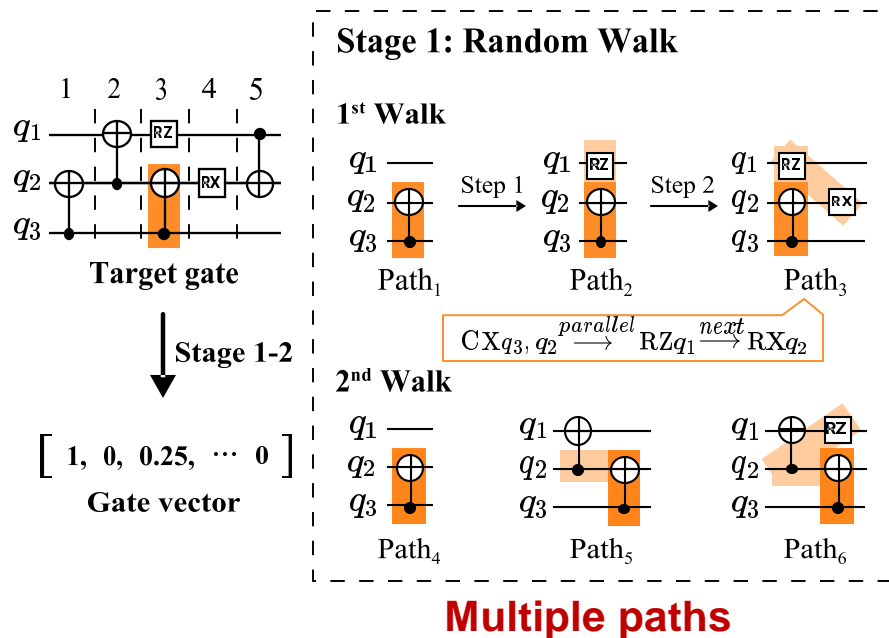 Stage 1: Random Walk
1 2 3 4 5
q1 RZ
q2 RX
q3
Target gate
Stage 1-2
[ 1, 0, 0.25, ⋯ 0 ]
Gate vector
1st Walk
q1 q1 RZ q1 RZ
Step 1 Step 2
q2 q2 q2 RX
q3 q3 q3
Path1 Path2 Path3
parallel next
CXq3, q2 → RZq1 → RXq2
2nd Walk
q1 q1 q1 RZ
q2 q2 q2
q3 q3 q3
Path4 Path5 Path6
Multiple paths